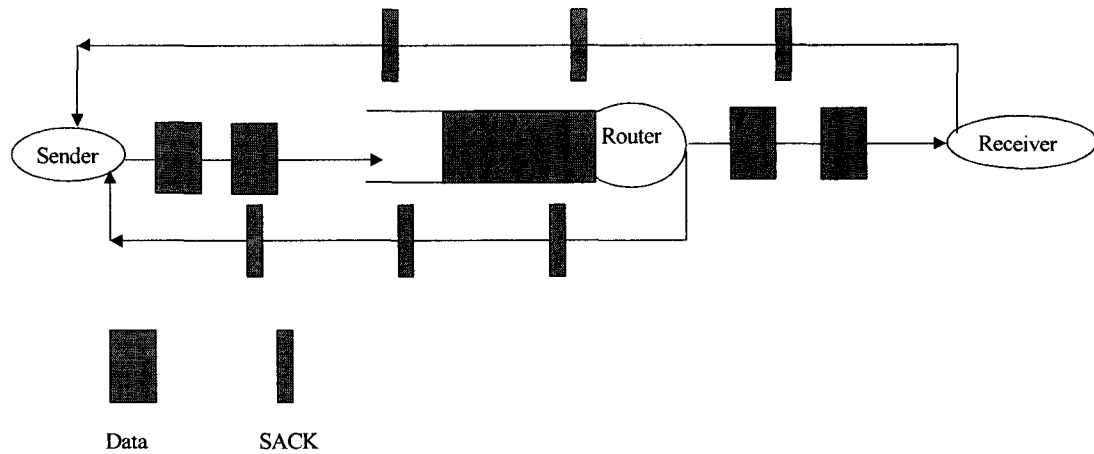 Router
Sender
Receiver
Data
SACK